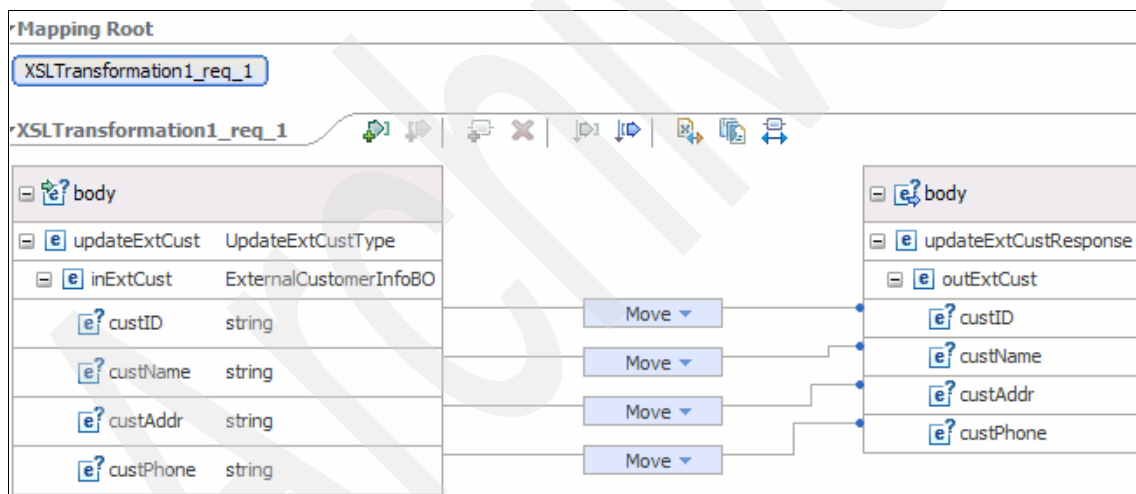 Mapping Root
XSLTransformation1_req_1
XSLTransformation1_req_1
body body
updateExtCust UpdateExtCustType updateExtCustResponse
inExtCust ExternalCustomerInfoBO outExtCust
custID string Move custID
custName string Move custName
custAddr string Move custAddr
custPhone string Move custPhone